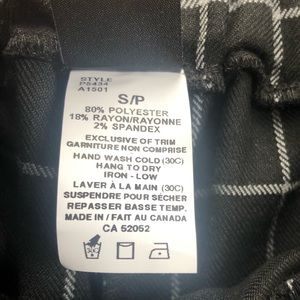 STYLE
P5434
A1501
S/P
80% POLYESTER
18% RAYON/RAYONNE
2% SPANDEX
EXCLUSIVE OF TRIM
GARNITURE NON COMPRISE
HAND WASH COLD (30C)
HANG TO DRY
IRON - LOW
LAVER À LA MAIN (30C)
SUSPENDRE POUR SÉCHER
REPASSER BASSE TEMP.
MADE IN / FAIT AU CANADA
CA 52052